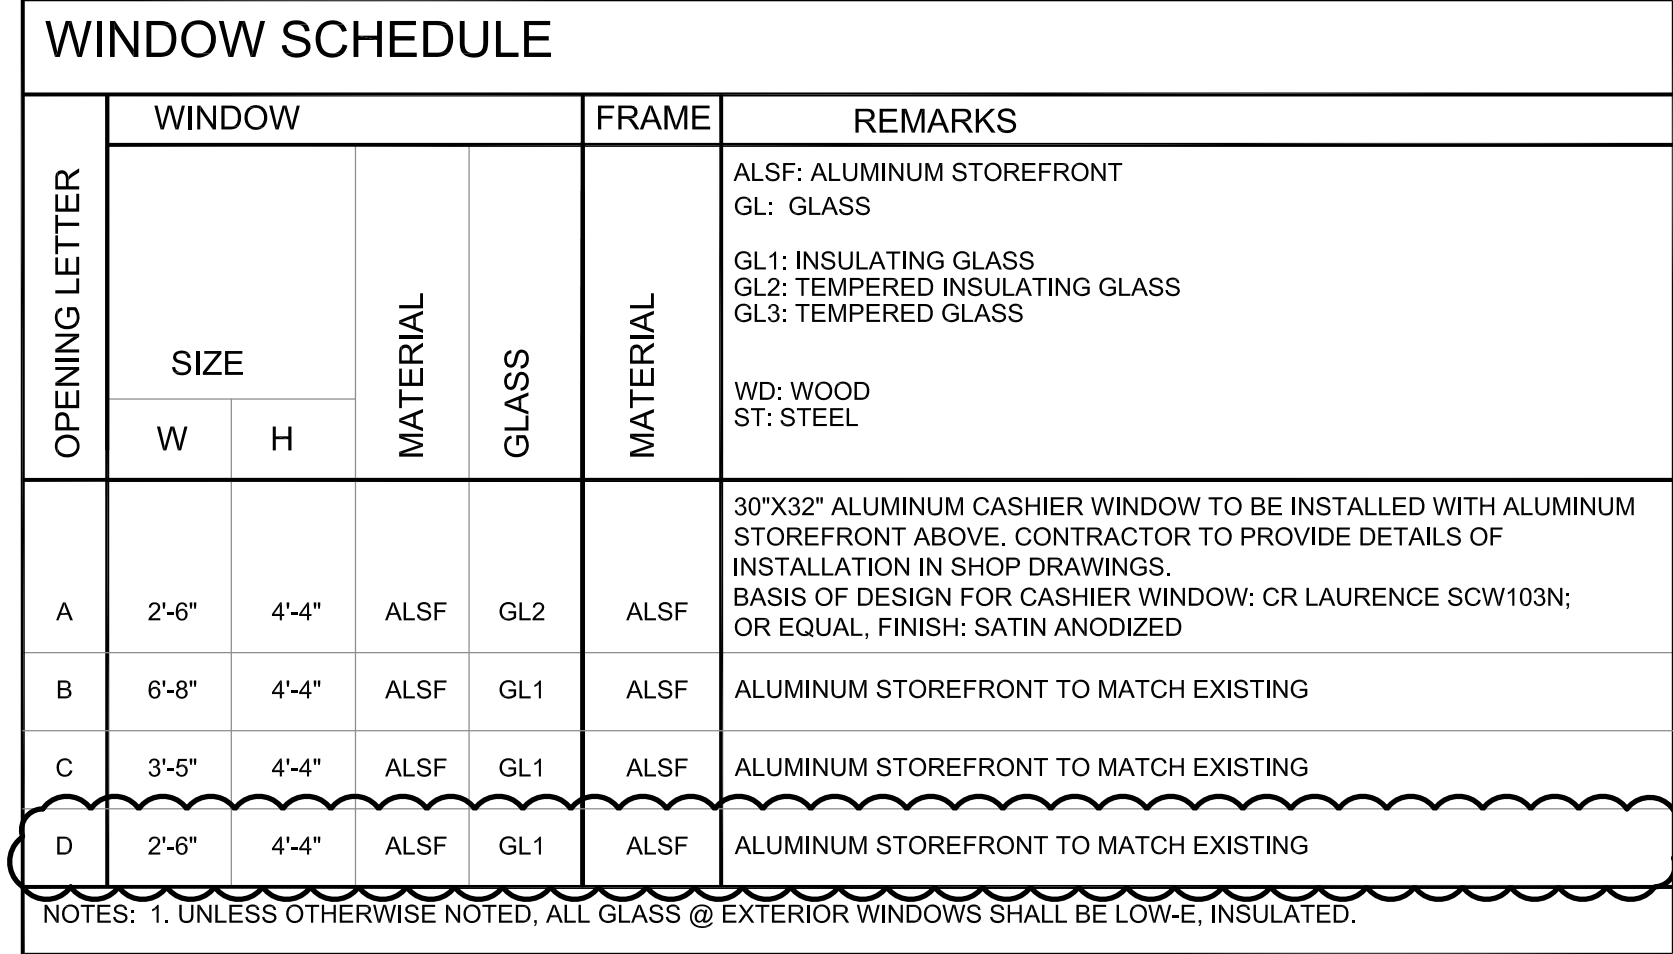 WINDOW SCHEDULE
OPENING LETTER
WINDOW
FRAME
REMARKS
SIZE
W
H
MATERIAL
GLASS
MATERIAL
ALSF: ALUMINUM STOREFRONT
GL: GLASS
GL1: INSULATING GLASS
GL2: TEMPERED INSULATING GLASS
GL3: TEMPERED GLASS
WD: WOOD
ST: STEEL
30"X32" ALUMINUM CASHIER WINDOW TO BE INSTALLED WITH ALUMINUM
STOREFRONT ABOVE. CONTRACTOR TO PROVIDE DETAILS OF
INSTALLATION IN SHOP DRAWINGS.
BASIS OF DESIGN FOR CASHIER WINDOW: CR LAURENCE SCW103N;
OR EQUAL, FINISH: SATIN ANODIZED
A 2'-6" 4'-4" ALSF GL2 ALSF
B 6'-8" 4'-4" ALSF GL1 ALSF ALUMINUM STOREFRONT TO MATCH EXISTING
C 3'-5" 4'-4" ALSF GL1 ALSF ALUMINUM STOREFRONT TO MATCH EXISTING
D 2'-6" 4'-4" ALSF GL1 ALSF ALUMINUM STOREFRONT TO MATCH EXISTING
NOTES: 1. UNLESS OTHERWISE NOTED, ALL GLASS @ EXTERIOR WINDOWS SHALL BE LOW-E, INSULATED.